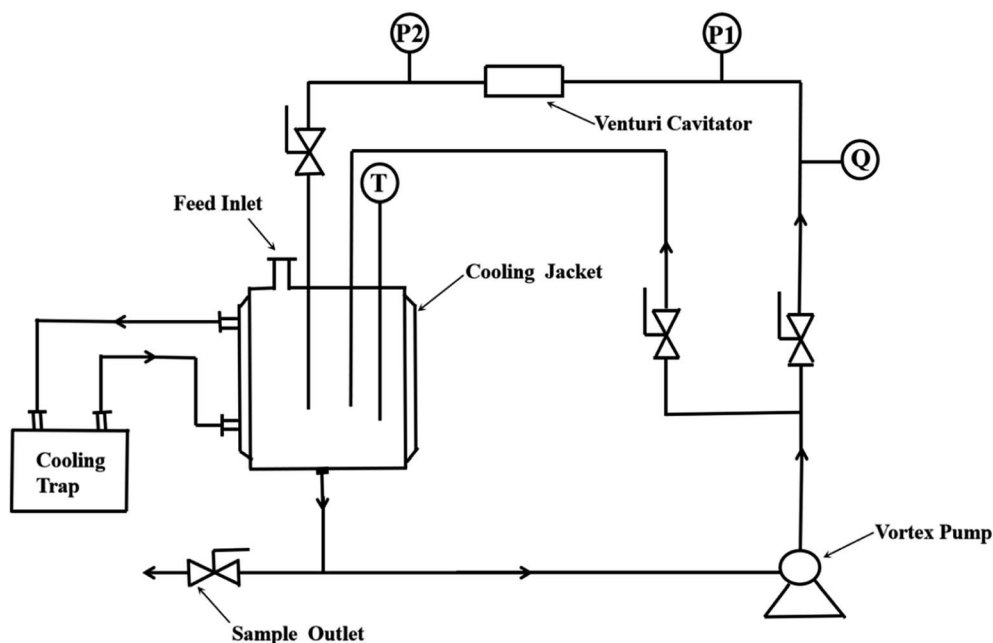 P2
P1
Venturi Cavitator
Q
T
Feed Inlet
Cooling Jacket
Cooling
Trap
Vortex Pump
Sample Outlet